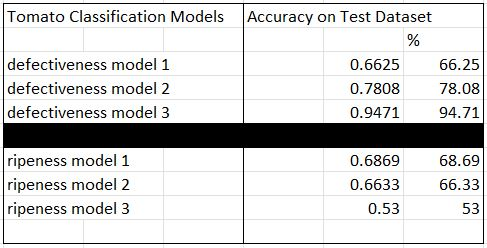 Tomato Classification Models Accuracy on Test Dataset
%
defectiveness model 1 0.6625 66.25
defectiveness model 2 0.7808 78.08
defectiveness model 3 0.9471 94.71
ripeness model 1 0.6869 68.69
ripeness model 2 0.6633 66.33
ripeness model 3 0.53 53